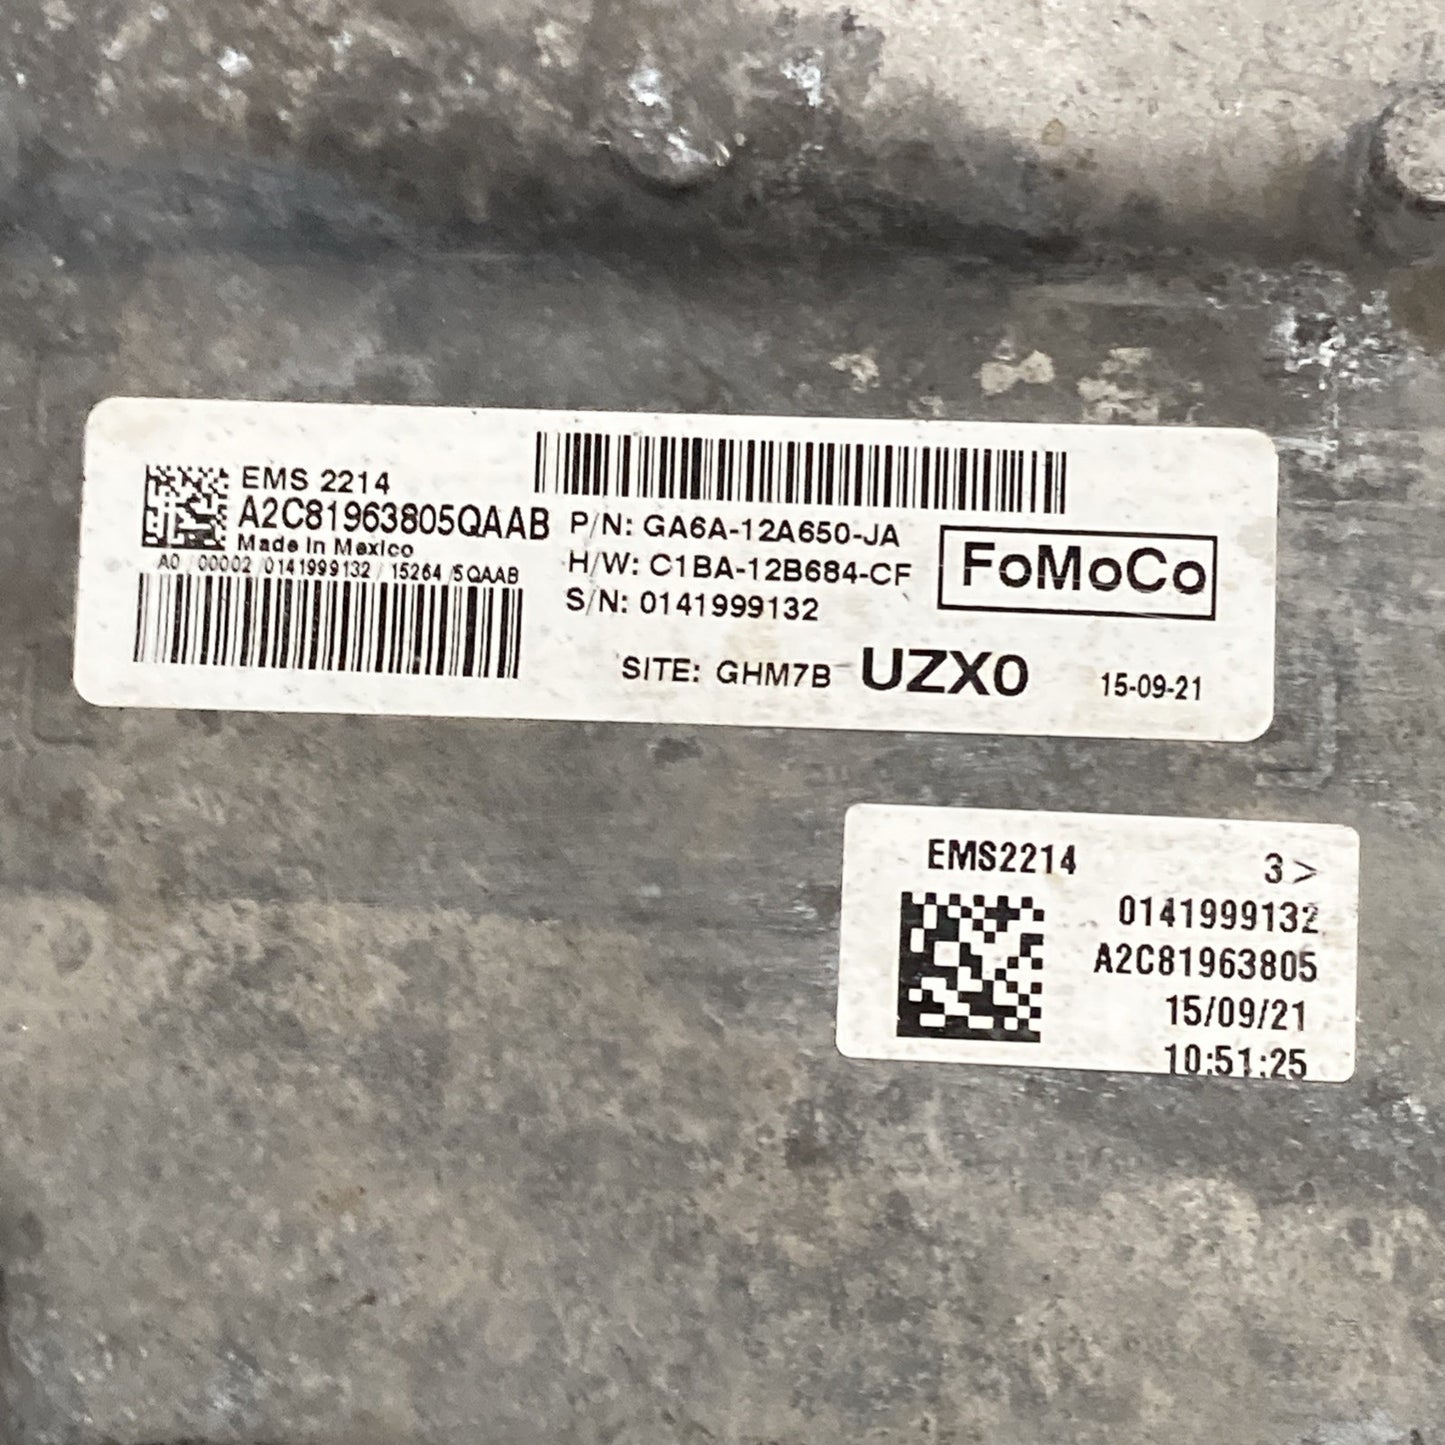 EMS 2214
A2C81963805QAAB
Made in Mexico
A0 00002 0141999132 15264 5QAAB
P/N: GA6A-12A650-JA
H/W: C1BA-12B684-CF
S/N: 0141999132
FoMoCo
SITE: GHM7B UZX0 15-09-21
EMS2214 3>
0141999132
A2C81963805
15/09/21
10:51:25